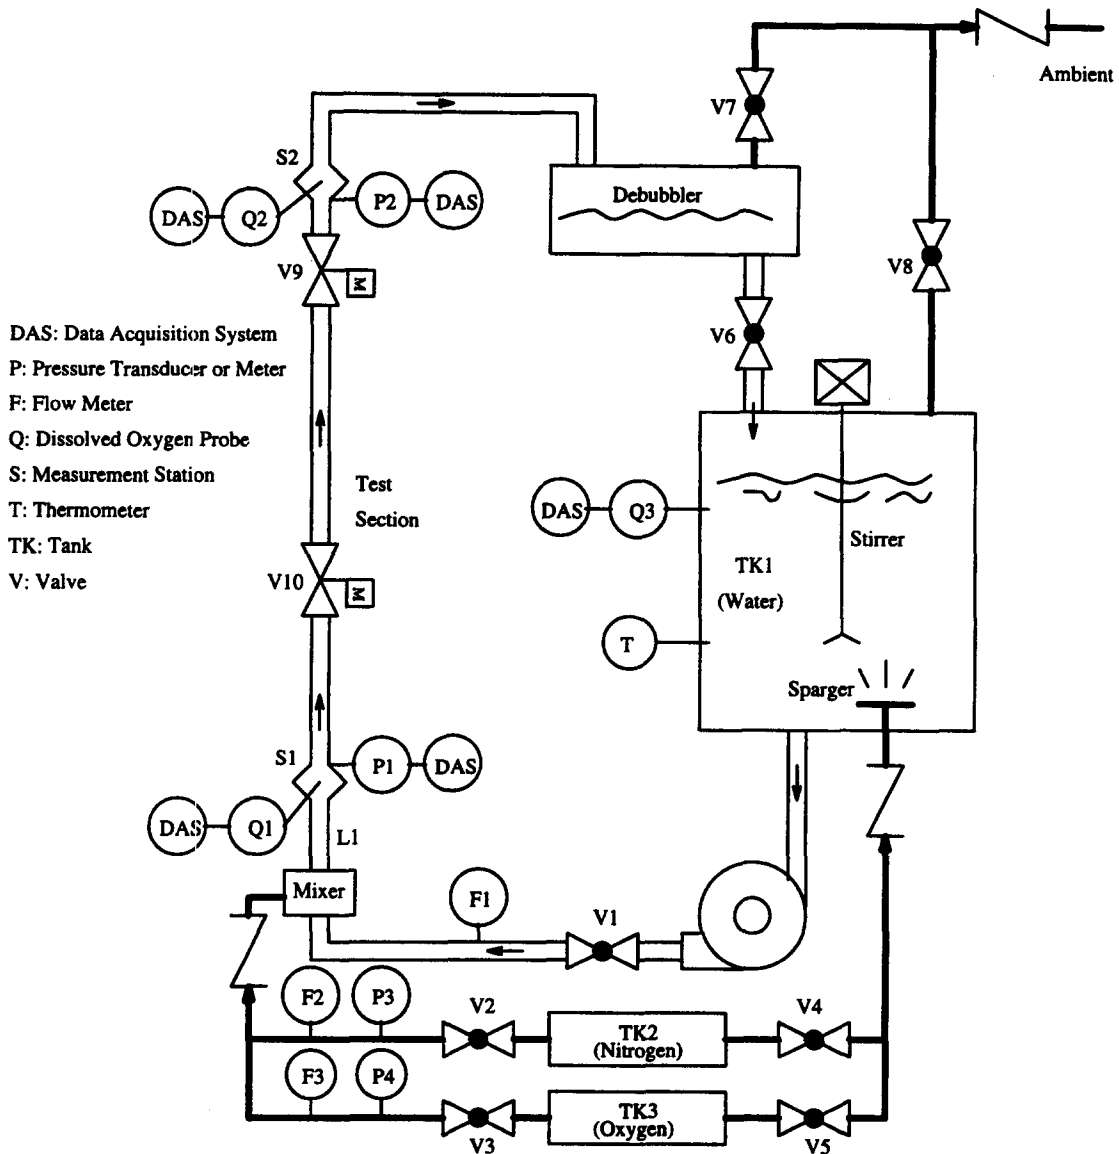 Ambient
V7
S2
Debubbler
DAS
Q2
P2
DAS
V9
M
V8
V6
DAS: Data Acquisition System
P: Pressure Transducer or Meter
F: Flow Meter
Q: Dissolved Oxygen Probe
S: Measurement Station
T: Thermometer
TK: Tank
V: Valve
Test
Section
DAS
Q3
Stirrer
TK1
(Water)
V10
M
T
Sparger
S1
P1
DAS
DAS
Q1
L1
Mixer
F1
V1
F2
P3
V2
TK2
(Nitrogen)
V4
F3
P4
V3
TK3
(Oxygen)
V5